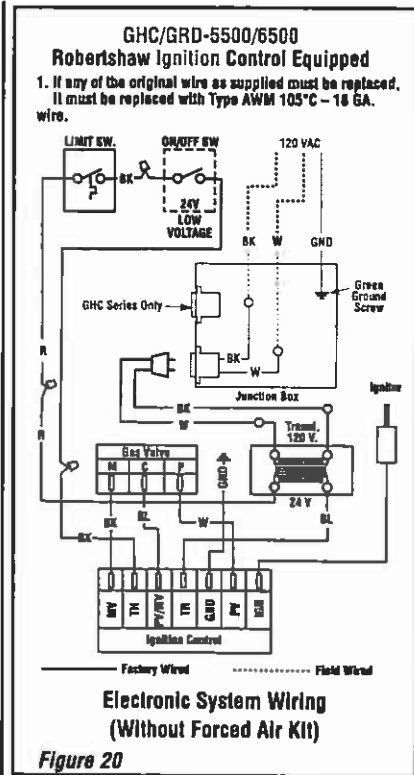 GHC/GRD-5500/6500
Robertshaw Ignition Control Equipped
1. If any of the original wire as supplied must be replaced,
it must be replaced with Type AWM 105°C – 18 GA.
wire.
LIMIT SW.
ON/OFF SW
120 VAC
BK
24V
LOW
VOLTAGE
BK
W
GND
GHC Series Only
Green
Ground
Screw
R
BK
W
Junction Box
Igniter
BK
W
R
Transf.
120 V.
Gas Valve
M
C
P
GND
24 V
BK
BL
W
BL
BK
MV
TH
PV/MV
TR
GND
PV
IGN
Ignition Control
Factory Wired
Field Wired
Electronic System Wiring
(Without Forced Air Kit)
Figure 20